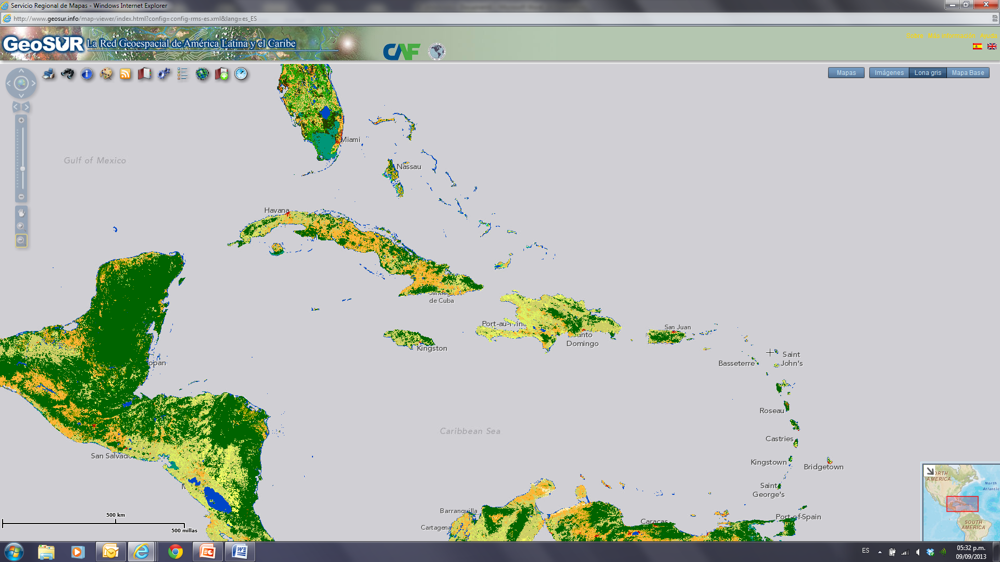 Servicio Regional de Mapas - Windows Internet Explorer
http://www.geosur.info/map-viewer/index.html?config=config-rms-es.xml&lang=es_ES
GeoSUR La Red Geoespacial de América Latina y el Caribe
CAF
Sobre Más Información Ayuda
Mapas Imágenes Lona gris Mapa Base
Miami
Gulf of Mexico
Nassau
Havana
de Cuba
Port-au-Princ
San Juan
Santo
Domingo
Kingston
Saint
John's
Basseterre
opan
Roseau
Caribbean Sea
Castries
San Salvado
Kingstown
Bridgetown
Saint
George's
Barranquilla
Cartagena
Caracas
Port-of-Spain
500 km
500 millas
NORTH
AMERICA
North
Atlantic
SOUTH
AMERICA
ES
05:32 p.m.
09/09/2013